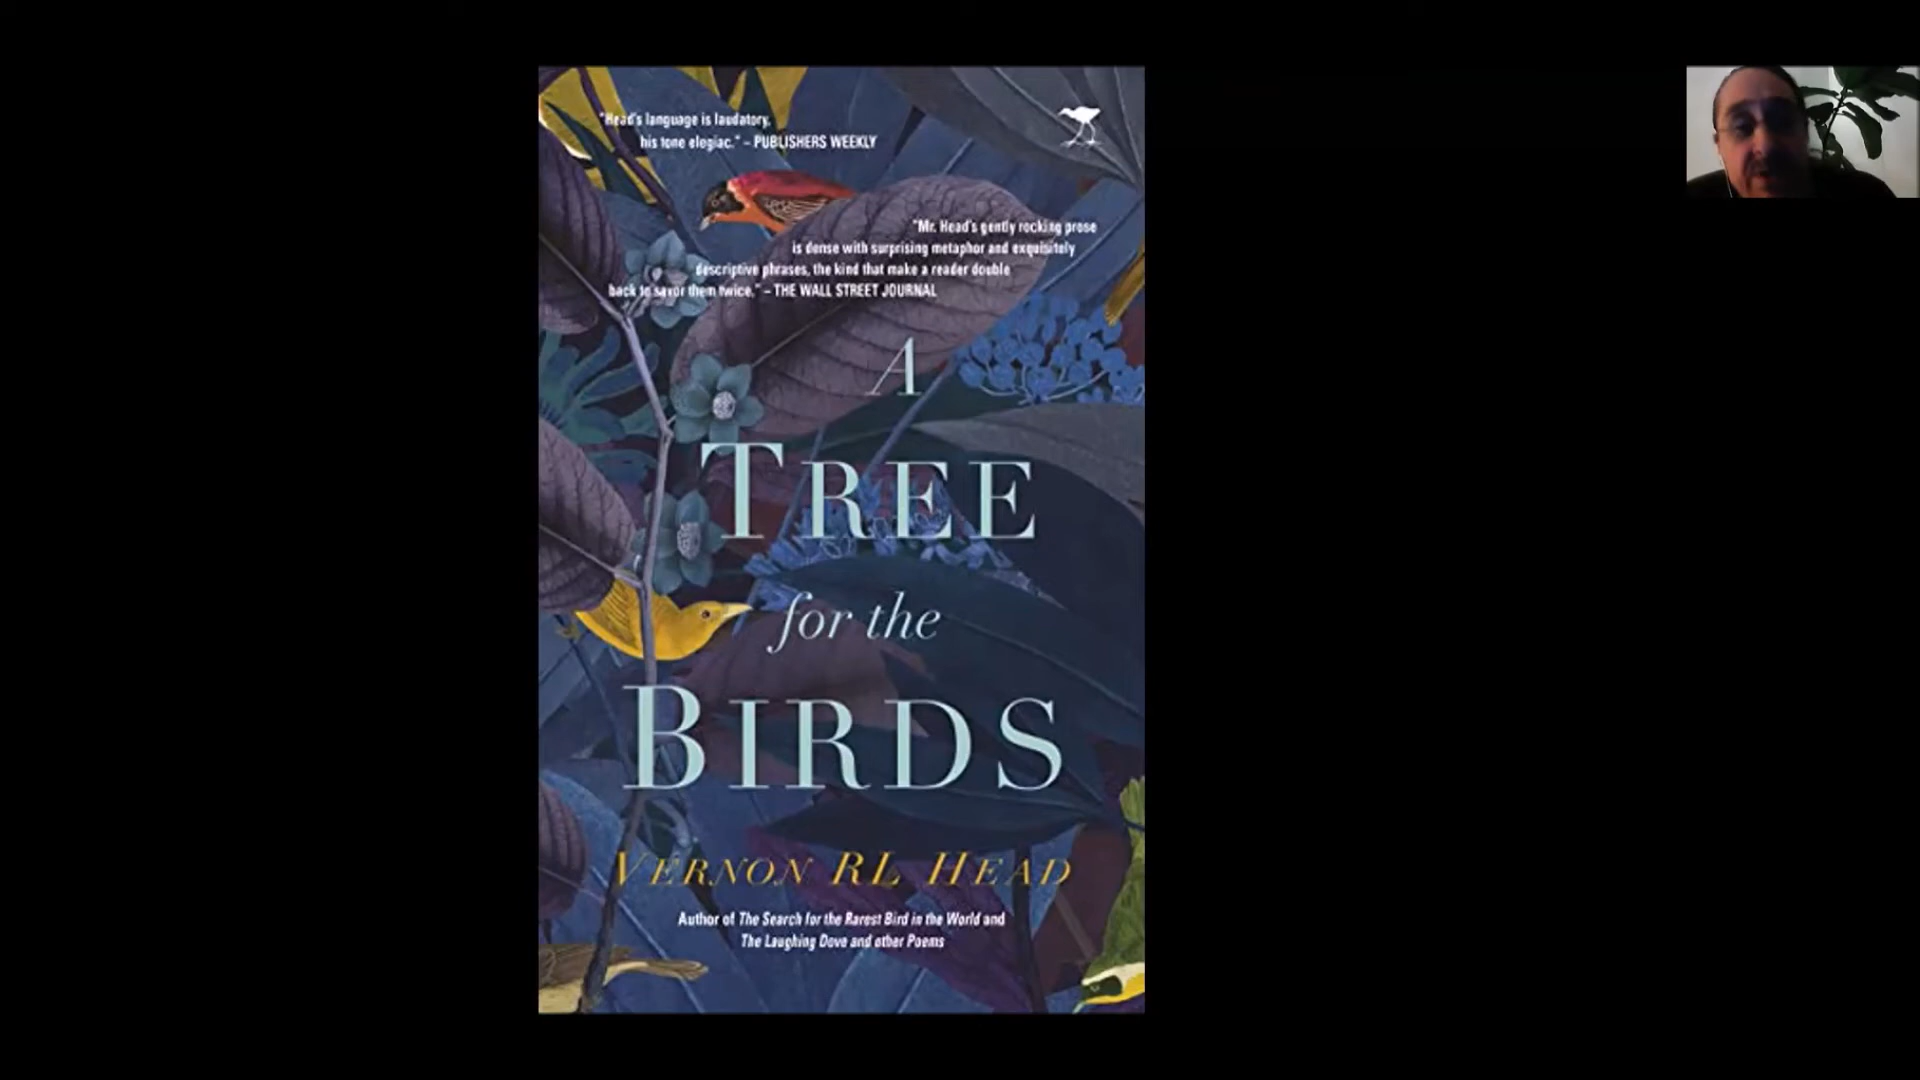 "Head's language is laudatory,
his tone elegiac." – PUBLISHERS WEEKLY
"Mr. Head's gently rocking prose
is dense with surprising metaphor and exquisitely
descriptive phrases, the kind that make a reader double
back to savor them twice." – THE WALL STREET JOURNAL
A
TREE
for the
BIRDS
VERNON RL HEAD
Author of The Search for the Rarest Bird in the World and
The Laughing Dove and other Poems